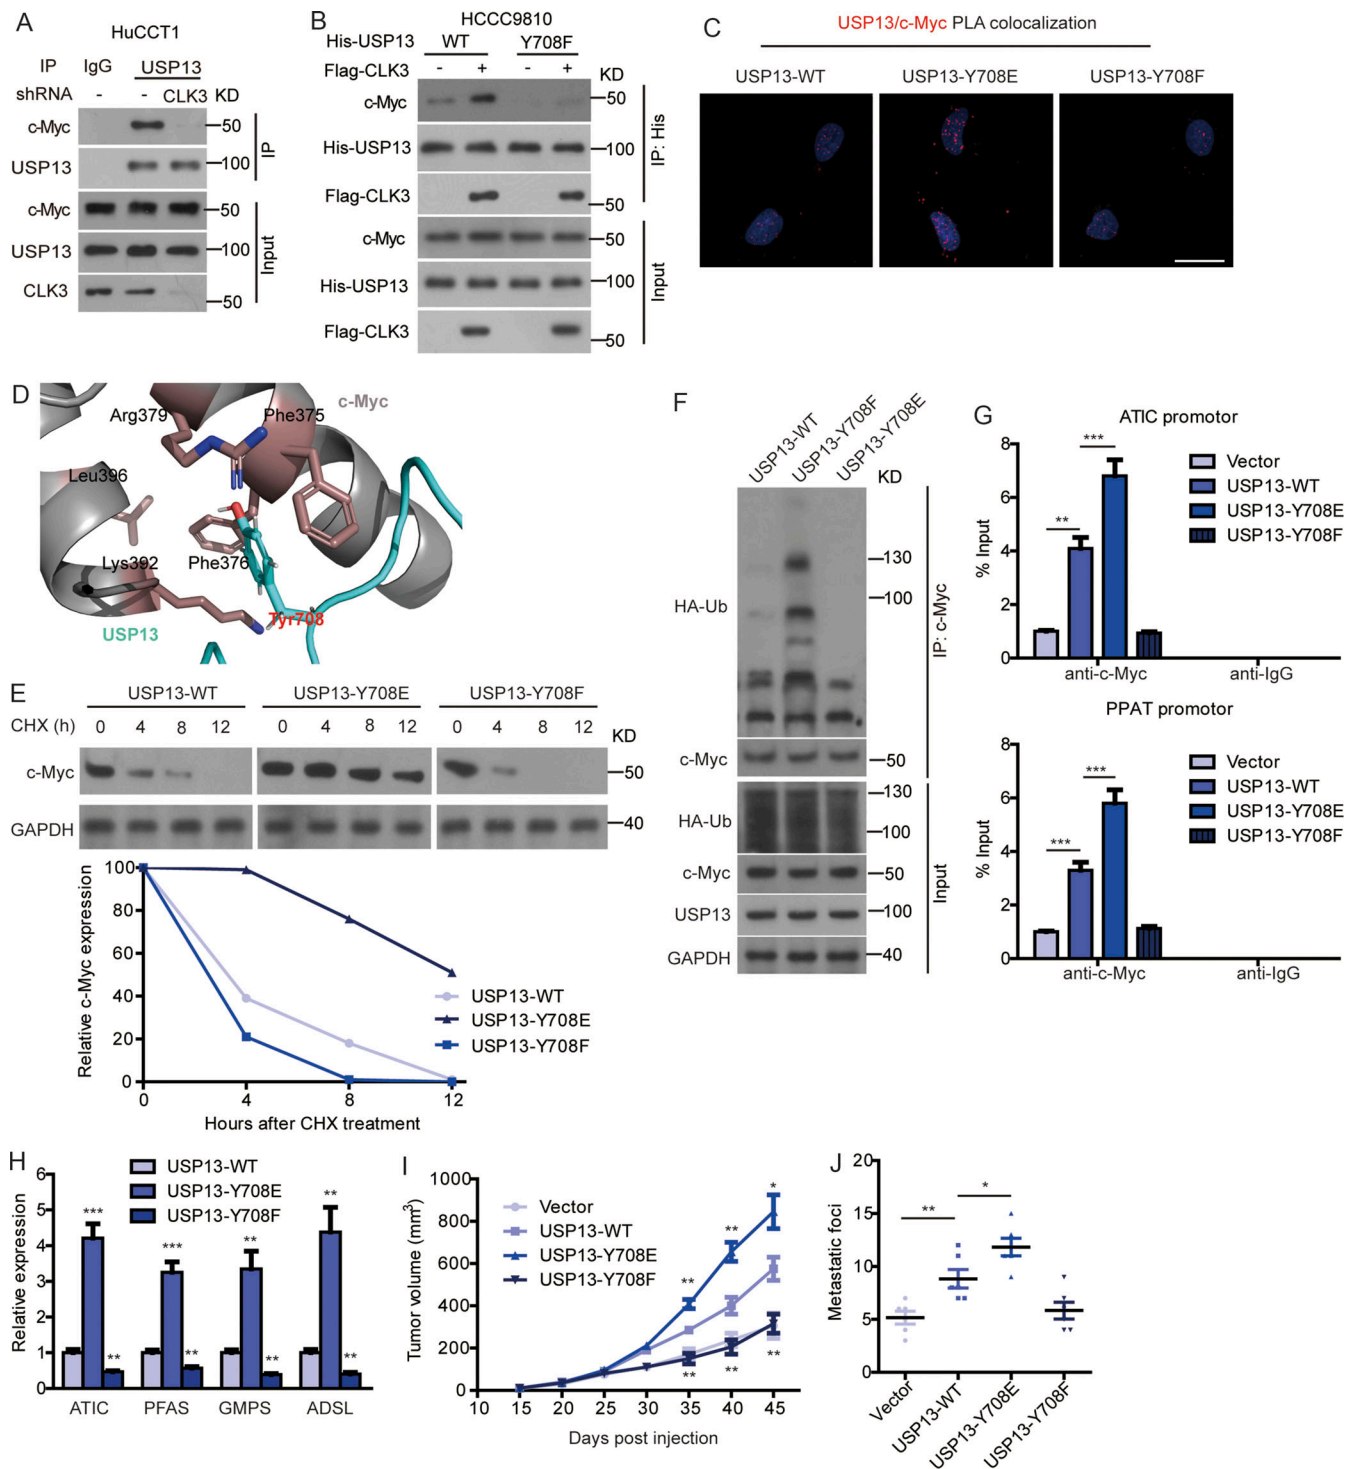 A
HuCCT1
IP IgG USP13
shRNA - - CLK3 KD
c-Myc 50
USP13 100
IP
c-Myc 50
USP13 100
CLK3 50
Input
B
HCCC9810
His-USP13 WT Y708F
Flag-CLK3 - + - + KD
c-Myc 50
His-USP13 100
Flag-CLK3 50
IP: His
c-Myc 50
His-USP13 100
Flag-CLK3 50
Input
C
USP13/c-Myc PLA colocalization
USP13-WT USP13-Y708E USP13-Y708F
D
Arg379 Phe375 c-Myc
Leu396
Lys392 Phe376
USP13 Tyr708
E
USP13-WT USP13-Y708E USP13-Y708F
CHX (h) 0 4 8 12 0 4 8 12 0 4 8 12 KD
c-Myc 50
GAPDH 40
Relative c-Myc expression
100
80
60
40
20
0
0 4 8 12
Hours after CHX treatment
USP13-WT
USP13-Y708E
USP13-Y708F
F
USP13-WT USP13-Y708F USP13-Y708E
KD
130
100
HA-Ub
c-Myc 50
IP: c-Myc
HA-Ub 130
100
c-Myc 50
USP13 100
GAPDH 40
Input
G
ATIC promotor
% Input
8
6
4
2
0
** ***
Vector
USP13-WT
USP13-Y708E
USP13-Y708F
anti-c-Myc anti-IgG
PPAT promotor
% Input
8
6
4
2
0
*** ***
Vector
USP13-WT
USP13-Y708E
USP13-Y708F
anti-c-Myc anti-IgG
H
Relative expression
6
5
4
3
2
1
0
USP13-WT
USP13-Y708E
USP13-Y708F
*** *** ** **
** ** ** **
ATIC PFAS GMPS ADSL
I
Tumor volume (mm³)
1000
800
600
400
200
0
Vector
USP13-WT
USP13-Y708E
USP13-Y708F
** ** *
** ** **
10 15 20 25 30 35 40 45
Days post injection
J
Metastatic foci
20
15
10
5
0
** *
Vector USP13-WT USP13-Y708E USP13-Y708F